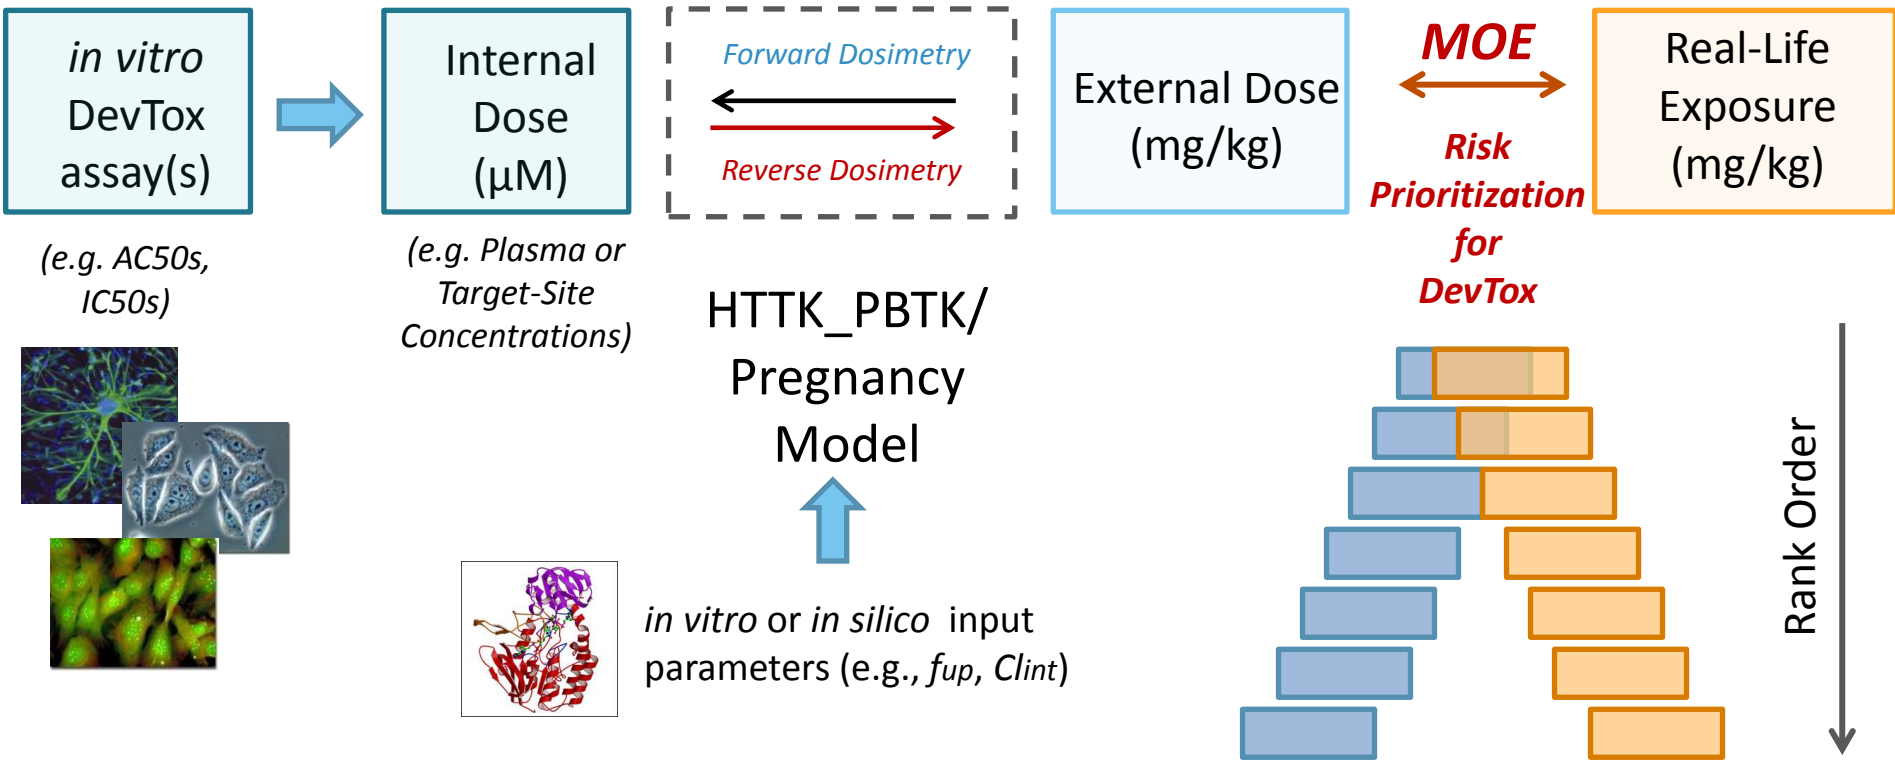 in vitro
DevTox
assay(s)
(e.g. AC50s,
IC50s)
Internal
Dose
(µM)
(e.g. Plasma or
Target-Site
Concentrations)
Forward Dosimetry
Reverse Dosimetry
HTTK_PBTK/
Pregnancy
Model
in vitro or in silico input
parameters (e.g., fup, Clint)
External Dose
(mg/kg)
MOE
Risk
Prioritization
for
DevTox
Real-Life
Exposure
(mg/kg)
Rank Order